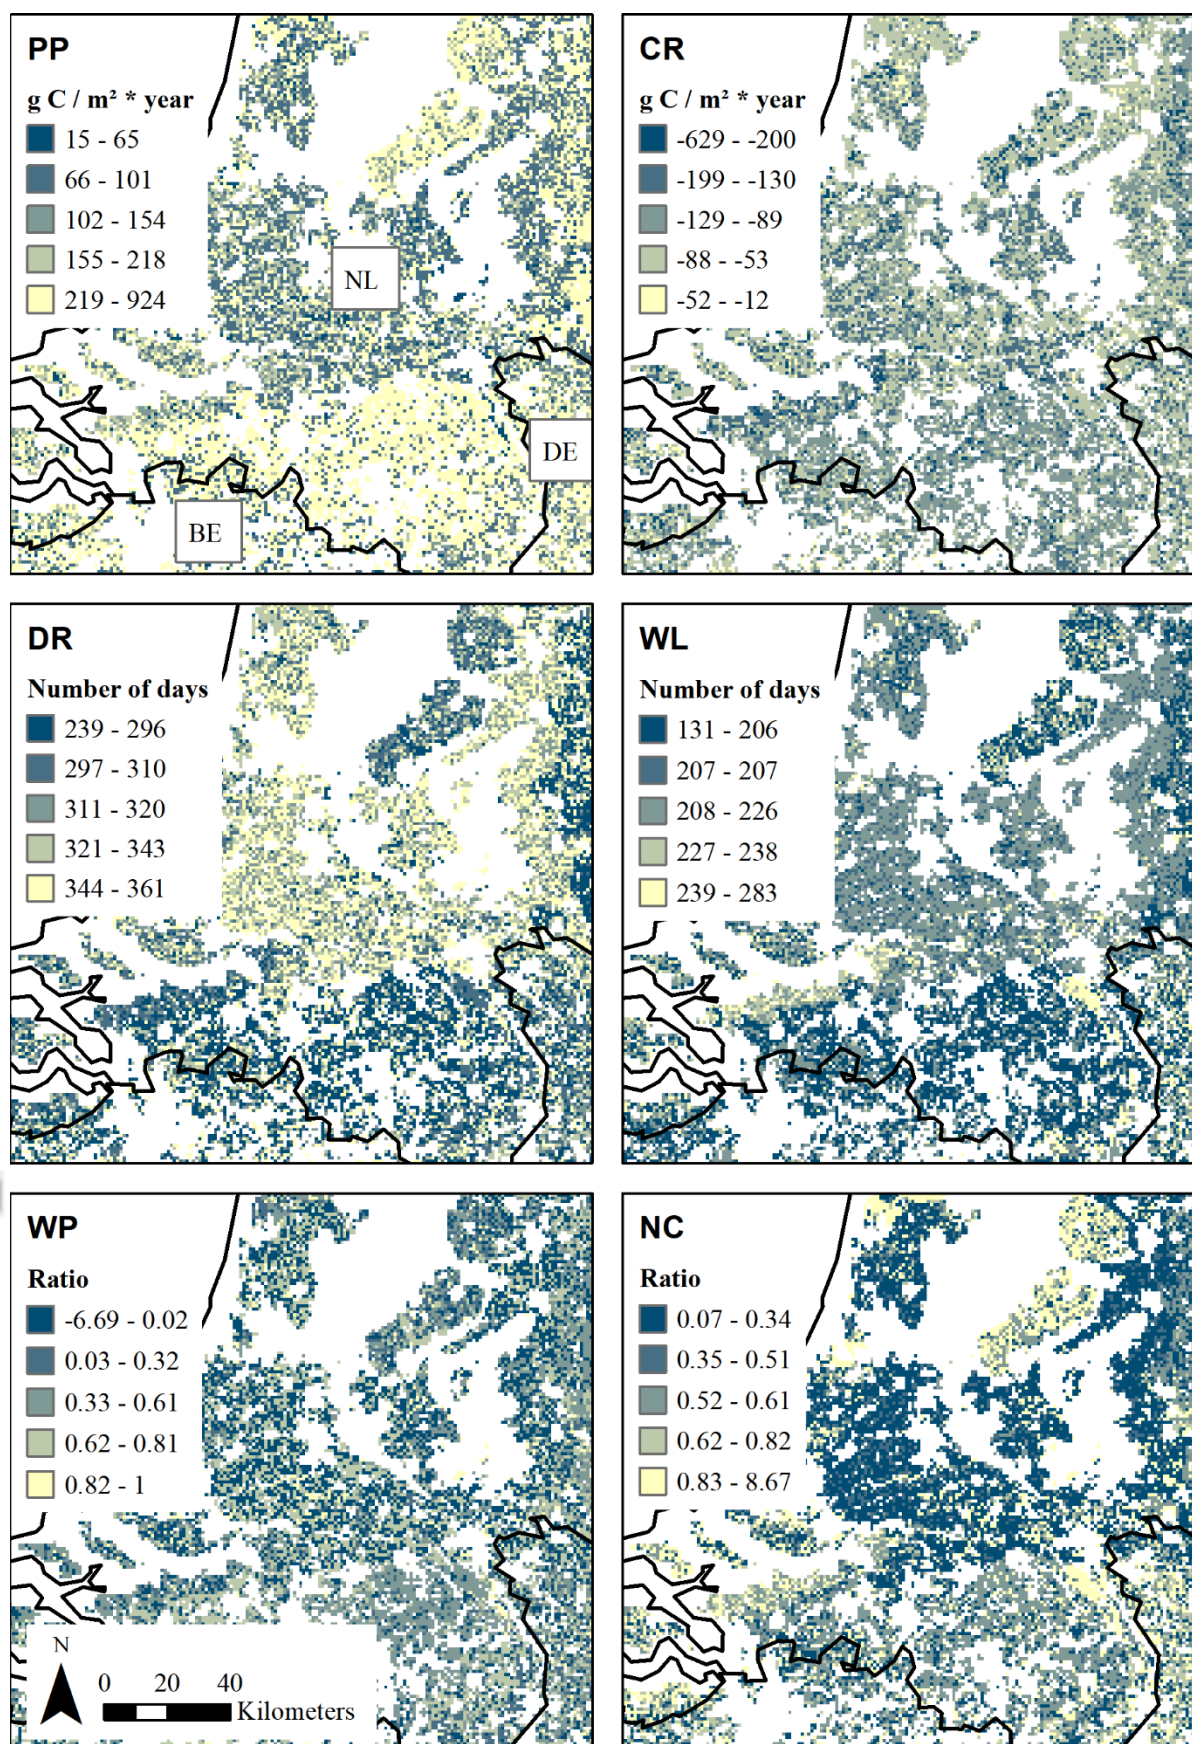 PP
g C / m² * year
15 - 65
66 - 101
102 - 154
155 - 218
219 - 924
NL
DE
BE
CR
g C / m² * year
-629 - -200
-199 - -130
-129 - -89
-88 - -53
-52 - -12
DR
Number of days
239 - 296
297 - 310
311 - 320
321 - 343
344 - 361
WL
Number of days
131 - 206
207 - 207
208 - 226
227 - 238
239 - 283
WP
Ratio
-6.69 - 0.02
0.03 - 0.32
0.33 - 0.61
0.62 - 0.81
0.82 - 1
N
0 20 40
Kilometers
NC
Ratio
0.07 - 0.34
0.35 - 0.51
0.52 - 0.61
0.62 - 0.82
0.83 - 8.67